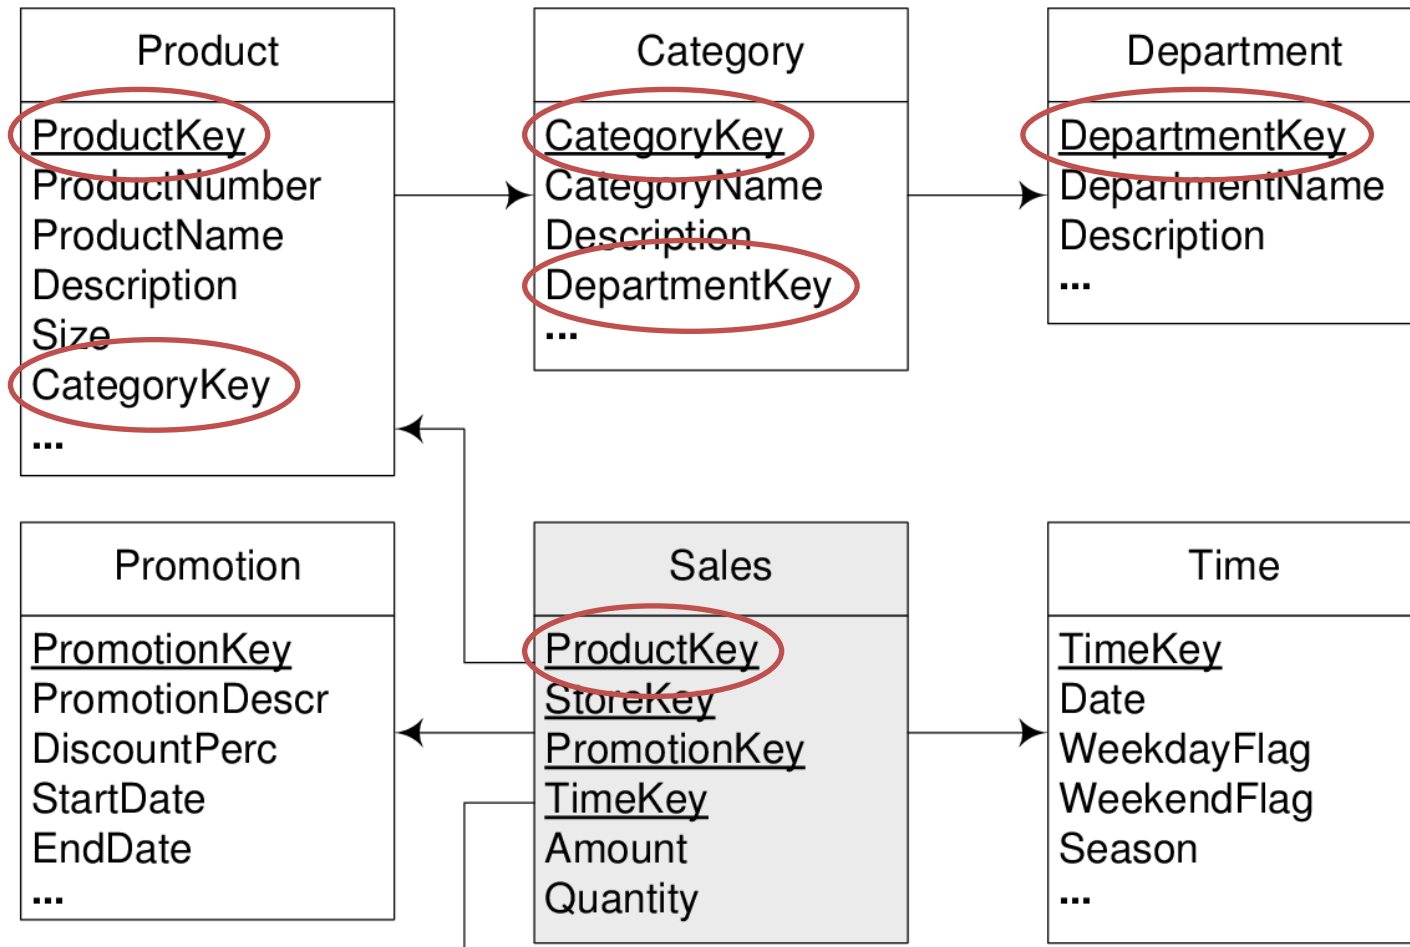 Product
ProductKey
ProductNumber
ProductName
Description
Size
CategoryKey
...
Category
CategoryKey
CategoryName
Description
DepartmentKey
...
Department
DepartmentKey
DepartmentName
Description
...
Promotion
PromotionKey
PromotionDescr
DiscountPerc
StartDate
EndDate
...
Sales
ProductKey
StoreKey
PromotionKey
TimeKey
Amount
Quantity
Time
TimeKey
Date
WeekdayFlag
WeekendFlag
Season
...